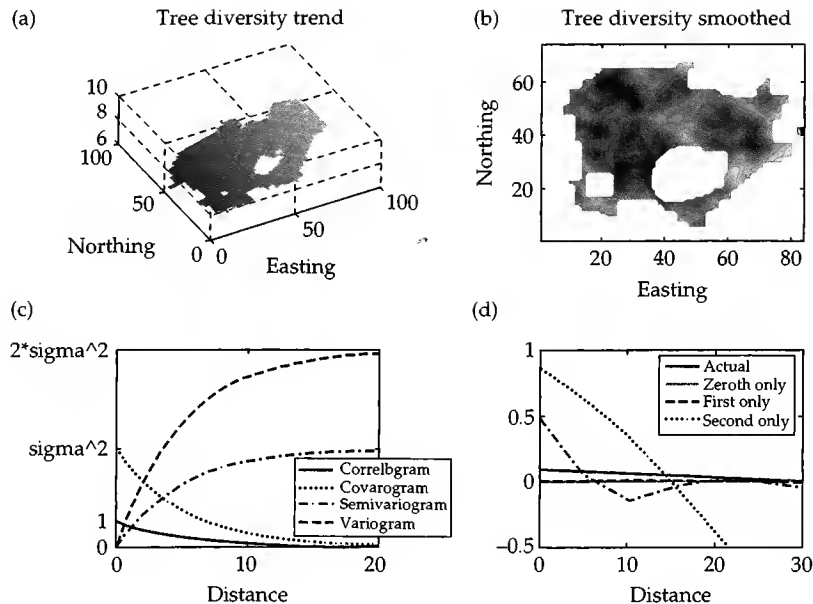 (a)
Tree diversity trend
10
8
6
100
50
0
0
50
100
Northing
Easting
(b)
Tree diversity smoothed
60
40
20
20
40
60
80
Northing
Easting
(c)
2*sigma^2
sigma^2
1
0
0
10
20
Distance
Correlbgram
Covarogram
Semivariogram
Variogram
(d)
1
0.5
0
-0.5
0
10
20
30
Distance
Actual
Zeroth only
First only
Second only